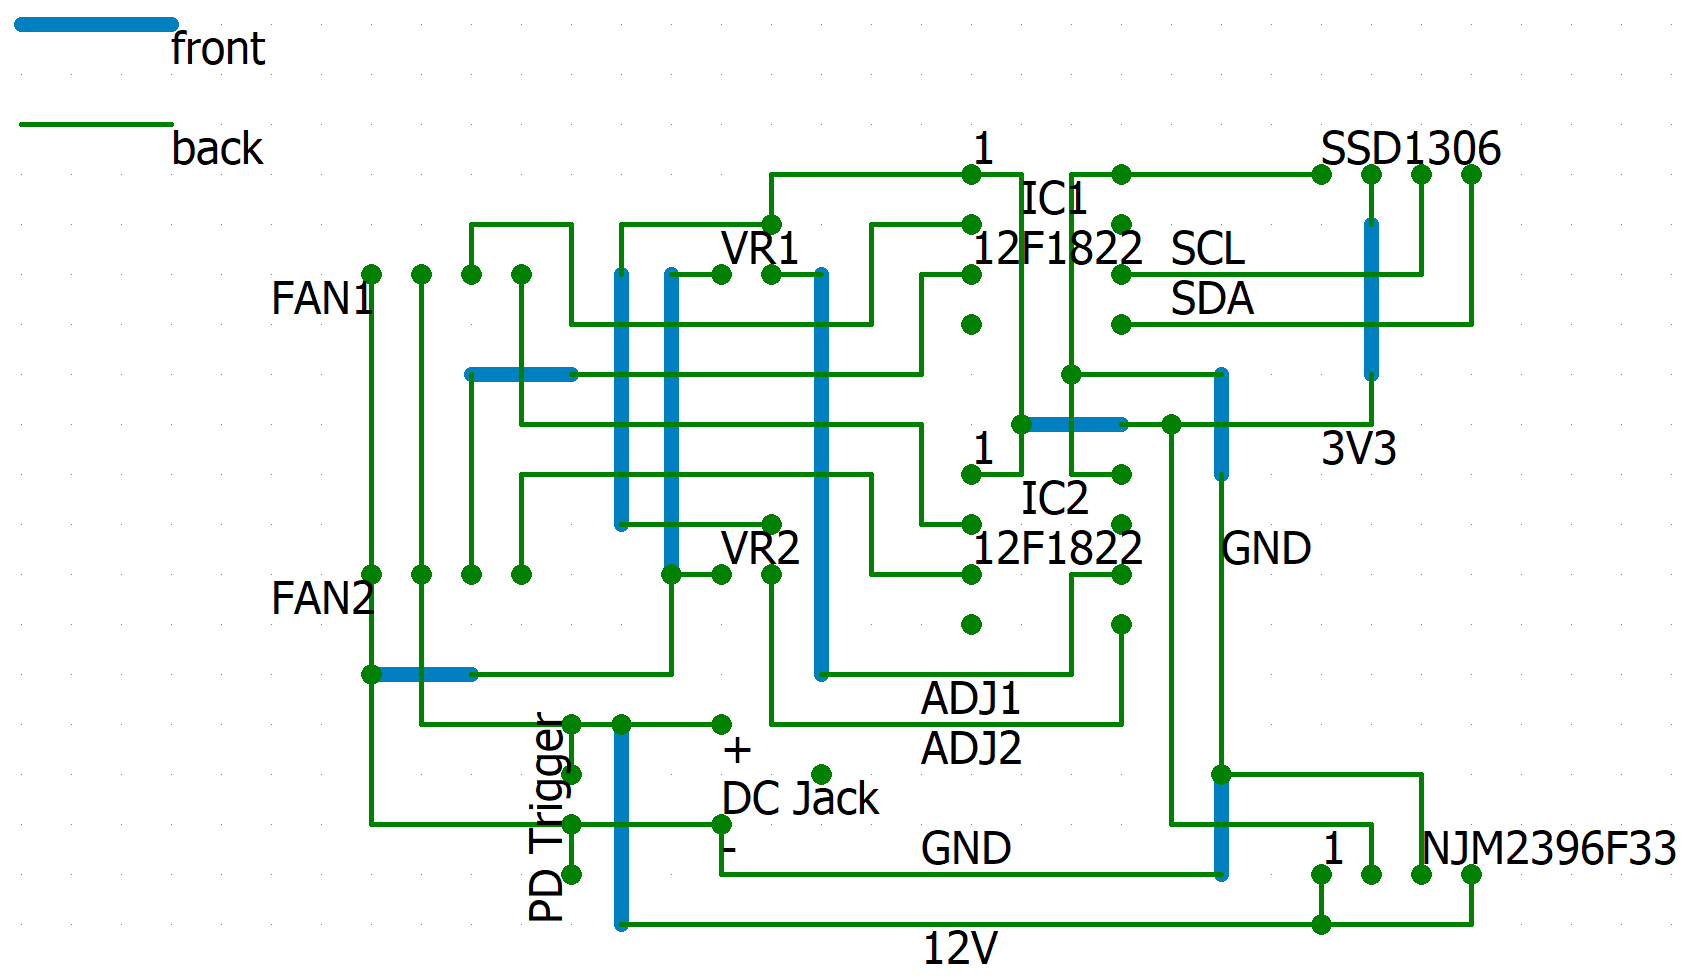 front
back
1
SSD1306
IC1
VR1
12F1822
SCL
FAN1
SDA
1
3V3
IC2
VR2
12F1822
GND
FAN2
ADJ1
PD Trigger
+
ADJ2
DC Jack
-
GND
1
NJM2396F33
12V